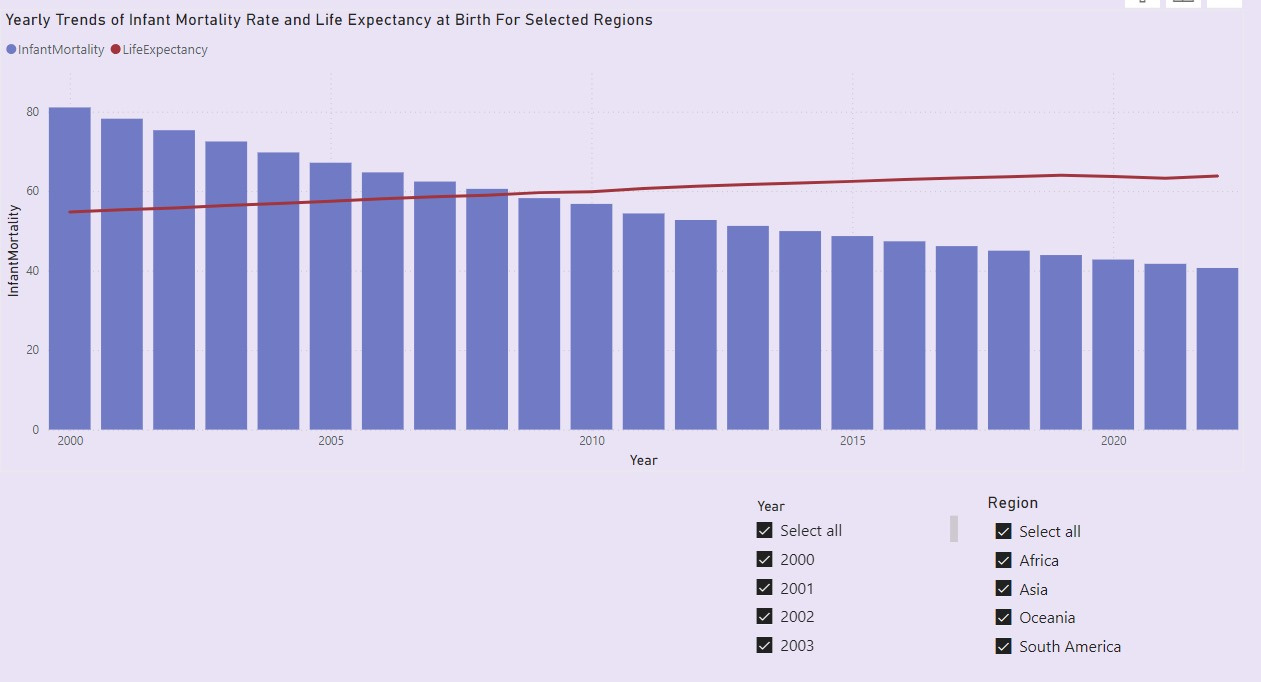 Yearly Trends of Infant Mortality Rate and Life Expectancy at Birth For Selected Regions
InfantMortality LifeExpectancy
80
60
40
20
0
InfantMortality
2000 2005 2010 2015 2020
Year
Year
Select all
2000
2001
2002
2003
Region
Select all
Africa
Asia
Oceania
South America